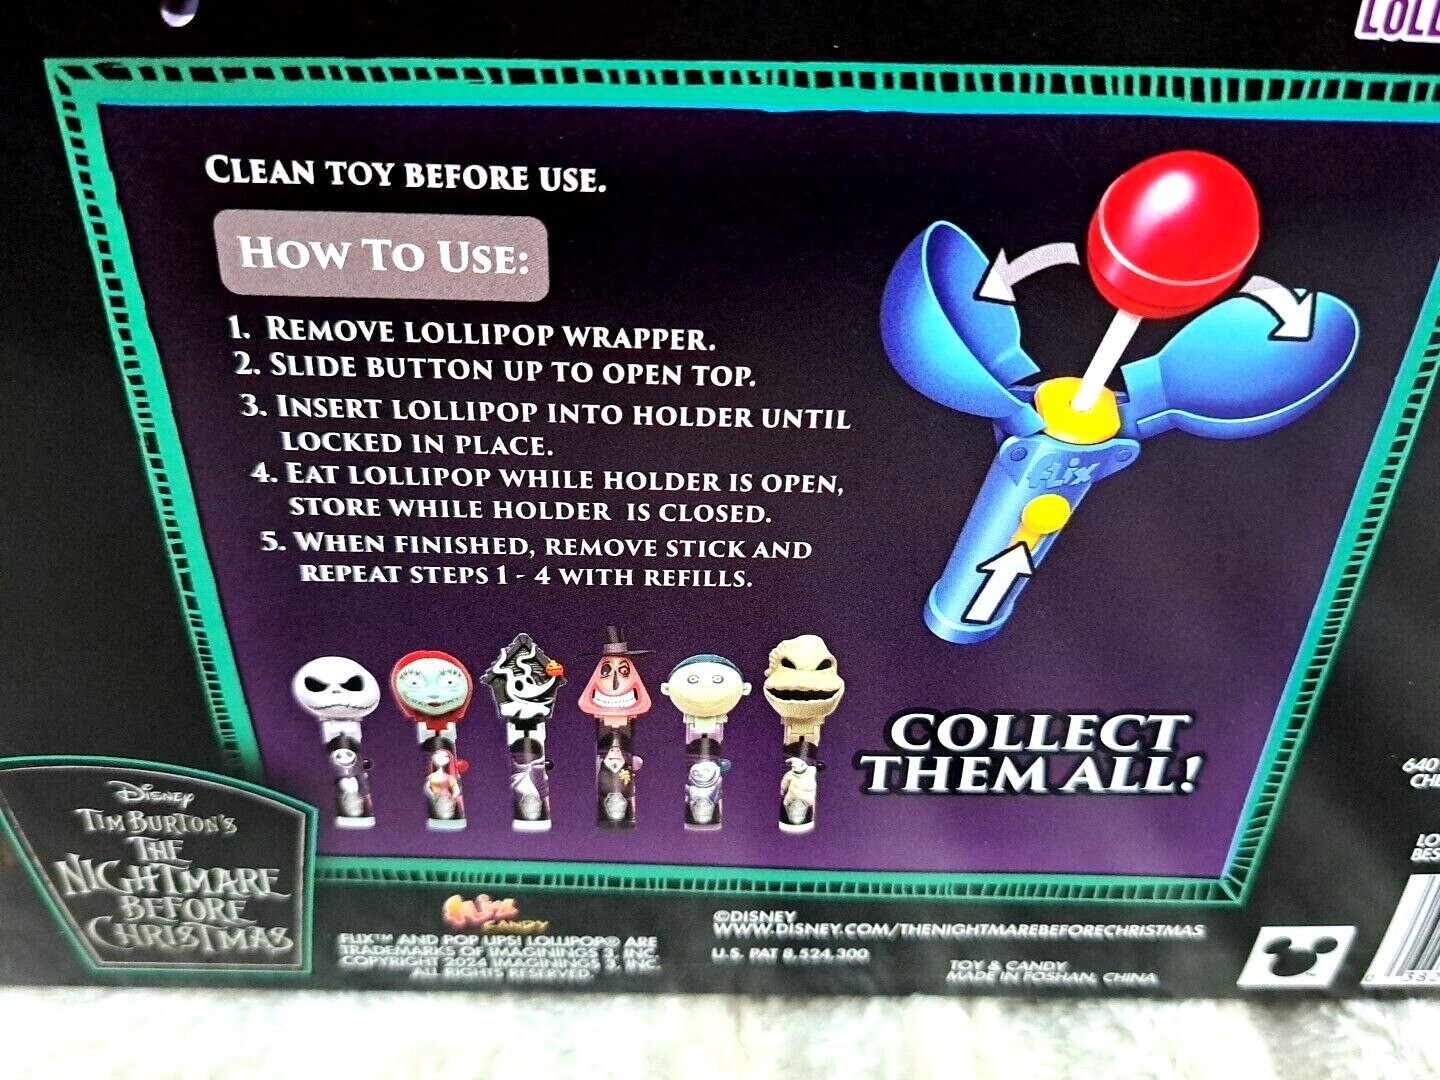 CLEAN TOY BEFORE USE.
HOW TO USE:
1. REMOVE LOLLIPOP WRAPPER.
2. SLIDE BUTTON UP TO OPEN TOP.
3. INSERT LOLLIPOP INTO HOLDER UNTIL
LOCKED IN PLACE.
4. EAT LOLLIPOP WHILE HOLDER IS OPEN,
STORE WHILE HOLDER IS CLOSED.
5. WHEN FINISHED, REMOVE STICK AND
REPEAT STEPS 1 - 4 WITH REFILLS.
FLiX
COLLECT
THEM ALL!
Disney
TIM BURTON'S
THE
NIGHTMARE
BEFORE
CHRISTMAS
FLiX
CANDY
FLIX™ AND POP UPS! LOLLIPOP® ARE
TRADEMARKS OF IMAGININGS 3, INC.
COPYRIGHT 2024 IMAGININGS 3, INC.
ALL RIGHTS RESERVED.
©DISNEY
WWW.DISNEY.COM/THENIGHTMAREBEFORECHRISTMAS
U.S. PAT 8,524,300
TOY & CANDY
MADE IN FOSHAN, CHINA
640